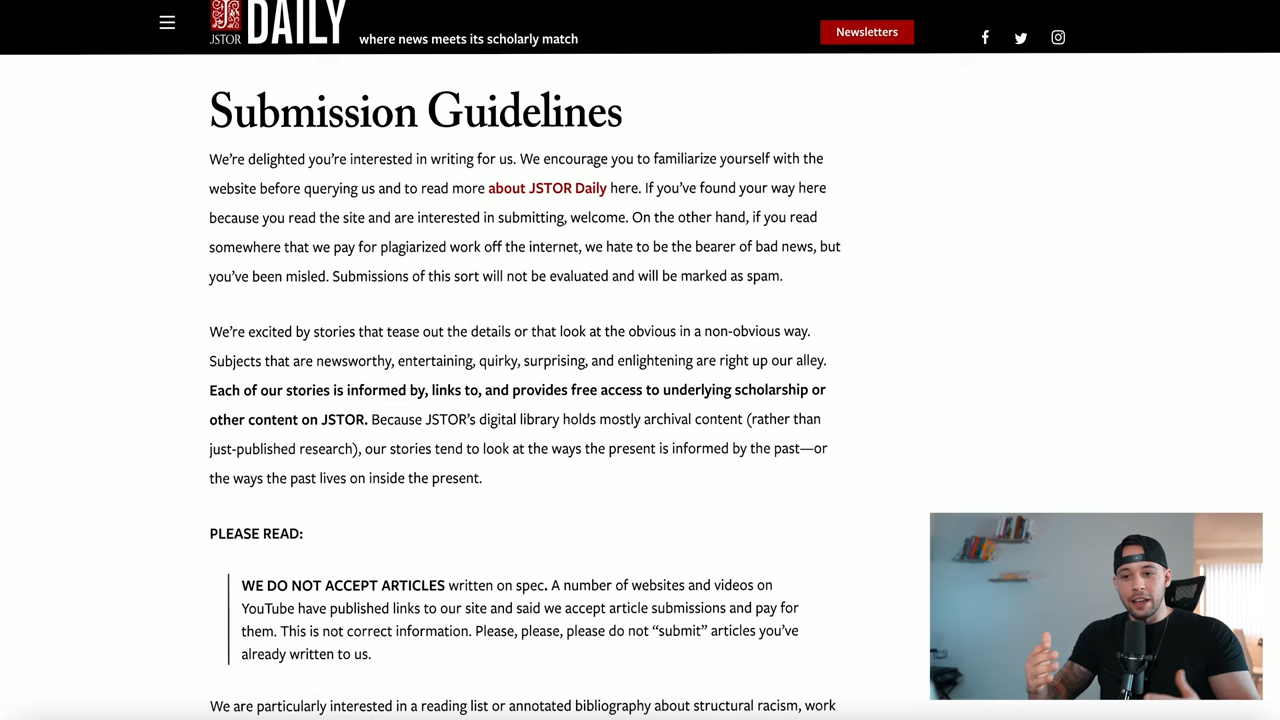 JSTOR
DAILY
where news meets its scholarly match
Newsletters
Submission Guidelines
We're delighted you're interested in writing for us. We encourage you to familiarize yourself with the
website before querying us and to read more about JSTOR Daily here. If you've found your way here
because you read the site and are interested in submitting, welcome. On the other hand, if you read
somewhere that we pay for plagiarized work off the internet, we hate to be the bearer of bad news, but
you've been misled. Submissions of this sort will not be evaluated and will be marked as spam.
We're excited by stories that tease out the details or that look at the obvious in a non-obvious way.
Subjects that are newsworthy, entertaining, quirky, surprising, and enlightening are right up our alley.
Each of our stories is informed by, links to, and provides free access to underlying scholarship or
other content on JSTOR. Because JSTOR's digital library holds mostly archival content (rather than
just-published research), our stories tend to look at the ways the present is informed by the past—or
the ways the past lives on inside the present.
PLEASE READ:
WE DO NOT ACCEPT ARTICLES written on spec. A number of websites and videos on
YouTube have published links to our site and said we accept article submissions and pay for
them. This is not correct information. Please, please, please do not “submit” articles you've
already written to us.
We are particularly interested in a reading list or annotated bibliography about structural racism, work